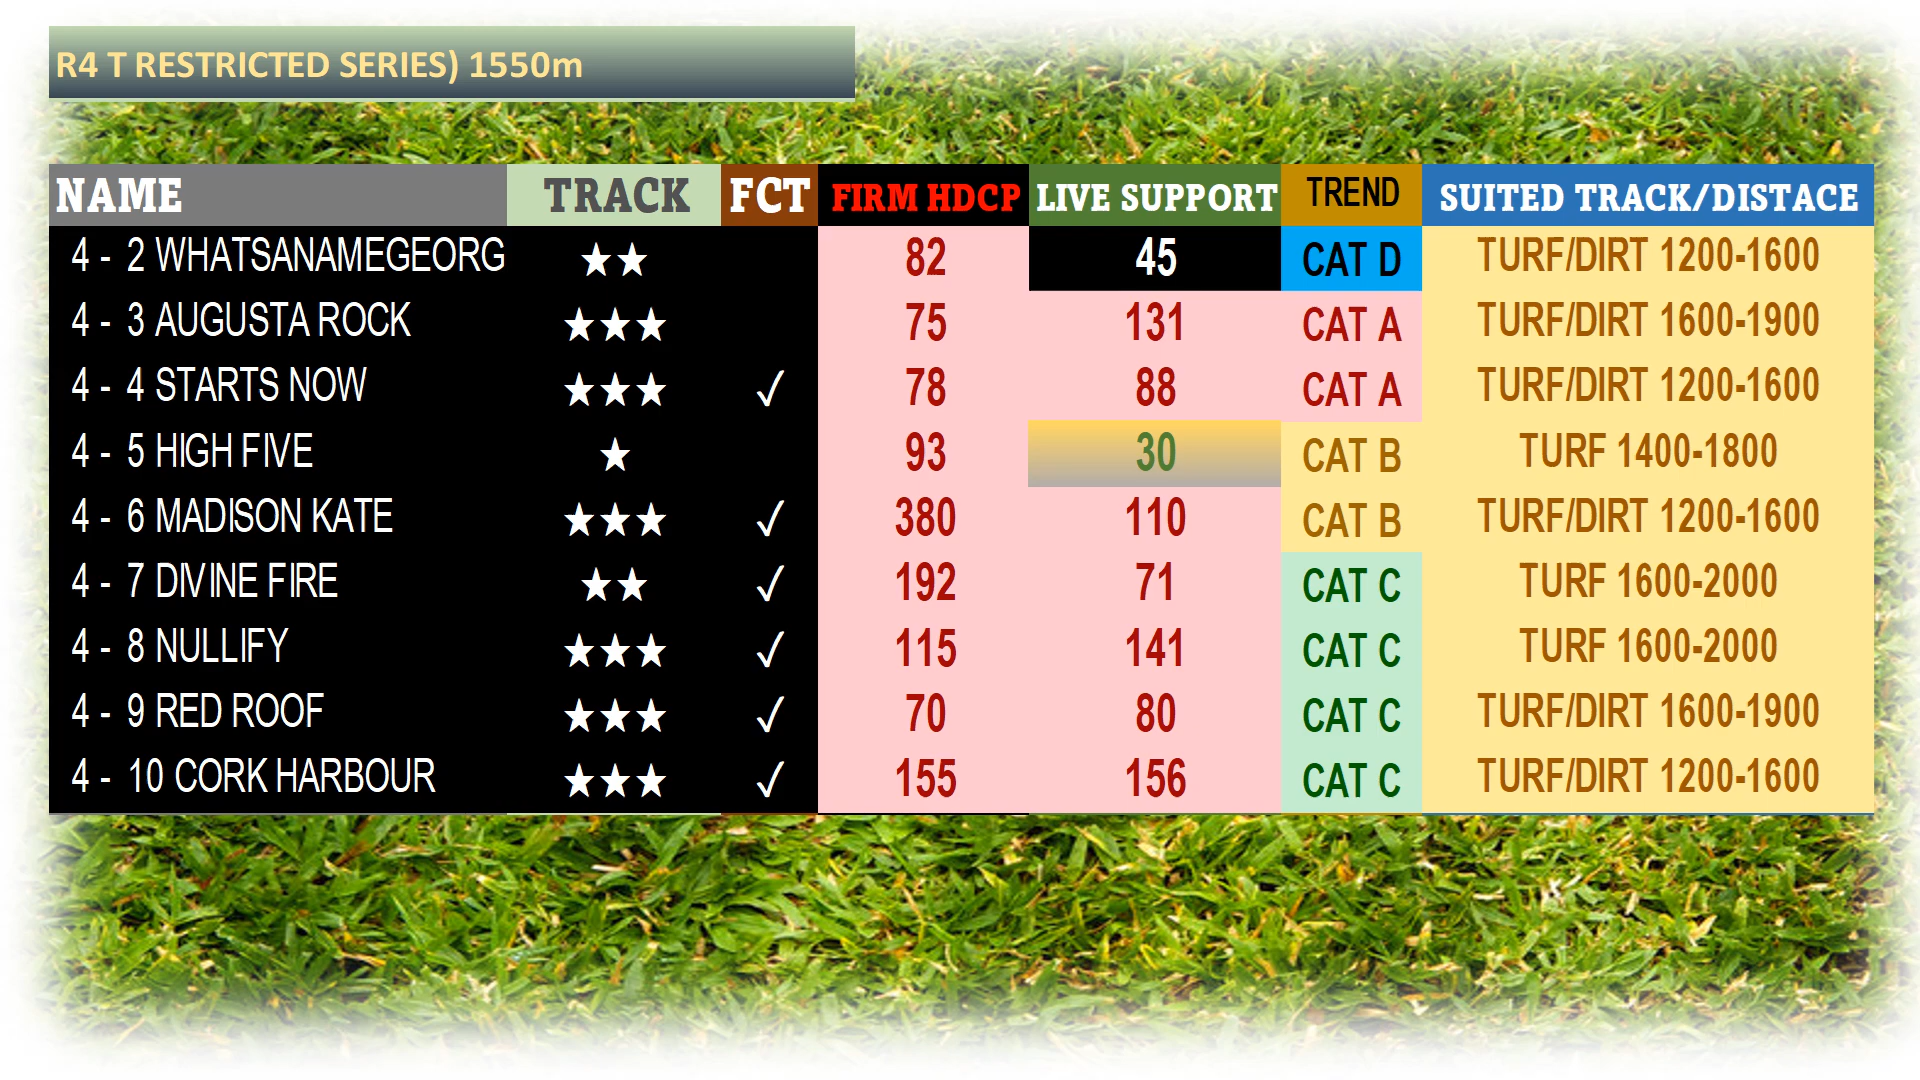 R4 T RESTRICTED SERIES) 1550m
NAME TRACK FCT FIRM HDCP LIVE SUPPORT TREND SUITED TRACK/DISTACE
4 - 2 WHATSANAMEGEORG ★★ 82 45 CAT D TURF/DIRT 1200-1600
4 - 3 AUGUSTA ROCK ★★★ 75 131 CAT A TURF/DIRT 1600-1900
4 - 4 STARTS NOW ★★★ ✓ 78 88 CAT A TURF/DIRT 1200-1600
4 - 5 HIGH FIVE ★ 93 30 CAT B TURF 1400-1800
4 - 6 MADISON KATE ★★★ ✓ 380 110 CAT B TURF/DIRT 1200-1600
4 - 7 DIVINE FIRE ★★ ✓ 192 71 CAT C TURF 1600-2000
4 - 8 NULLIFY ★★★ ✓ 115 141 CAT C TURF 1600-2000
4 - 9 RED ROOF ★★★ ✓ 70 80 CAT C TURF/DIRT 1600-1900
4 - 10 CORK HARBOUR ★★★ ✓ 155 156 CAT C TURF/DIRT 1200-1600